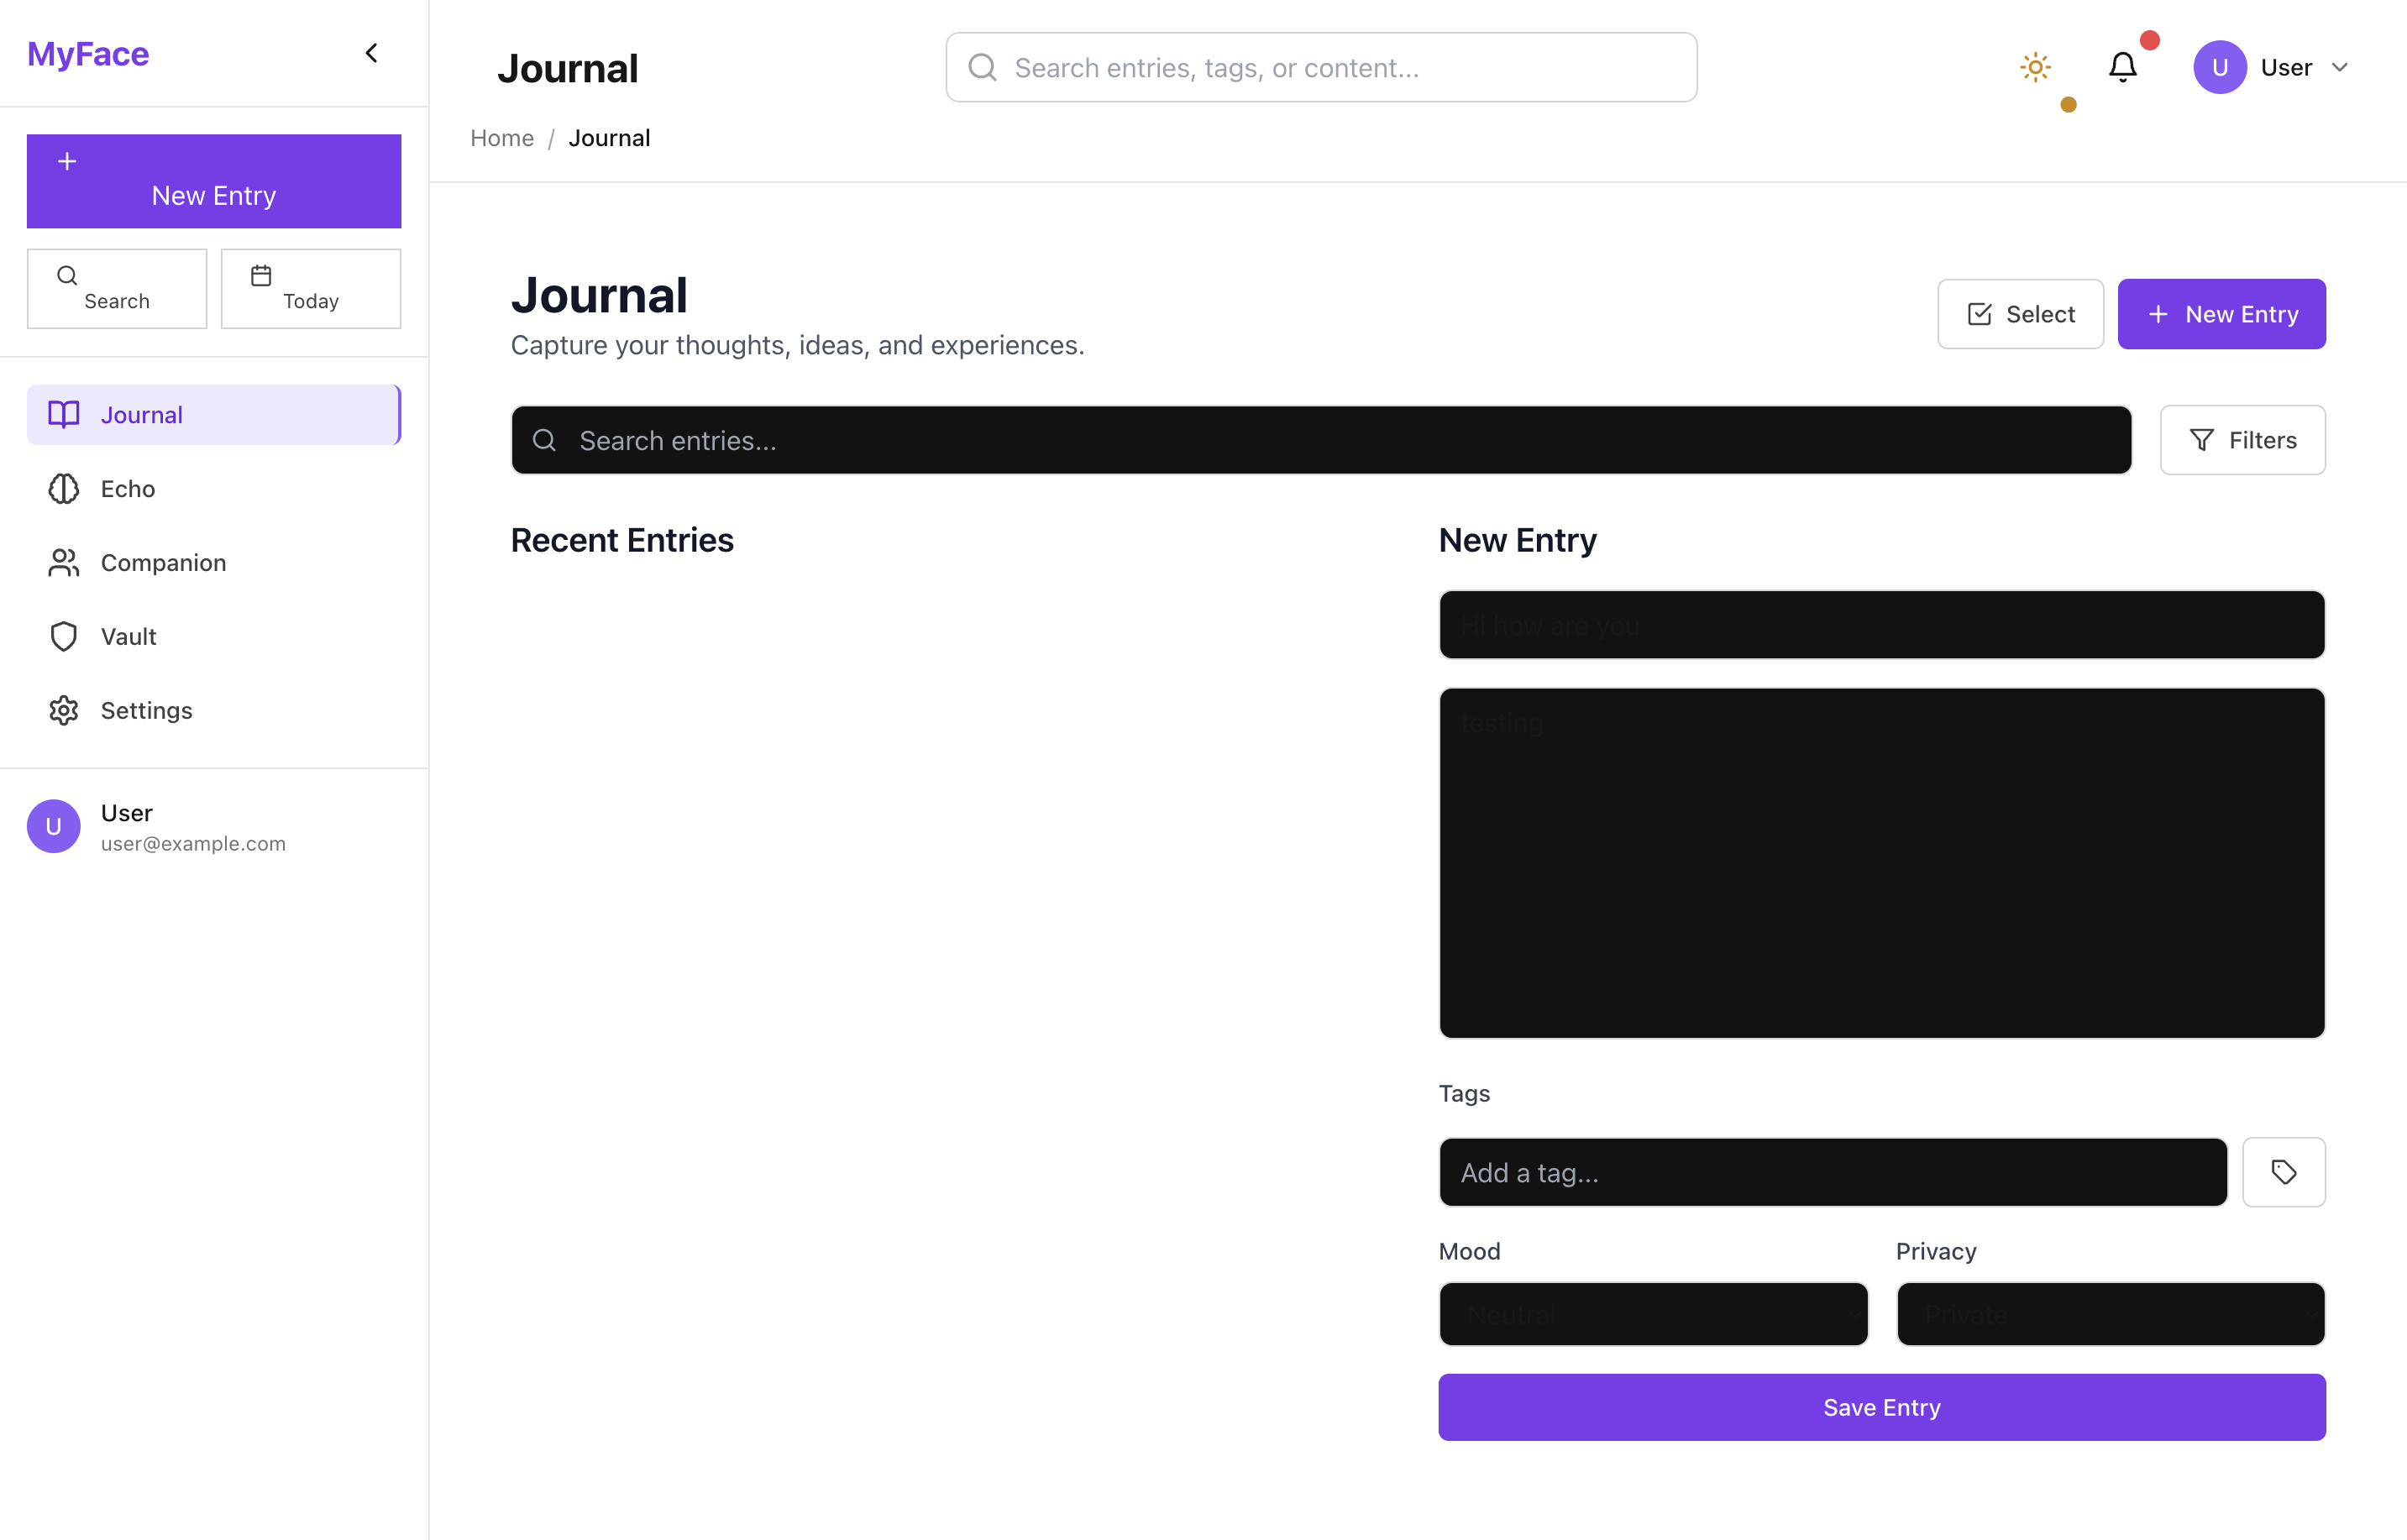 MyFace
New Entry
Search
Today
Journal
Echo
Companion
Vault
Settings
U
User
user@example.com
Journal
Search entries, tags, or content...
U
User
Home / Journal
Journal
Capture your thoughts, ideas, and experiences.
Select
New Entry
Search entries...
Filters
Recent Entries
New Entry
Hi how are you
testing
Tags
Add a tag...
Mood
Privacy
Neutral
Private
Save Entry